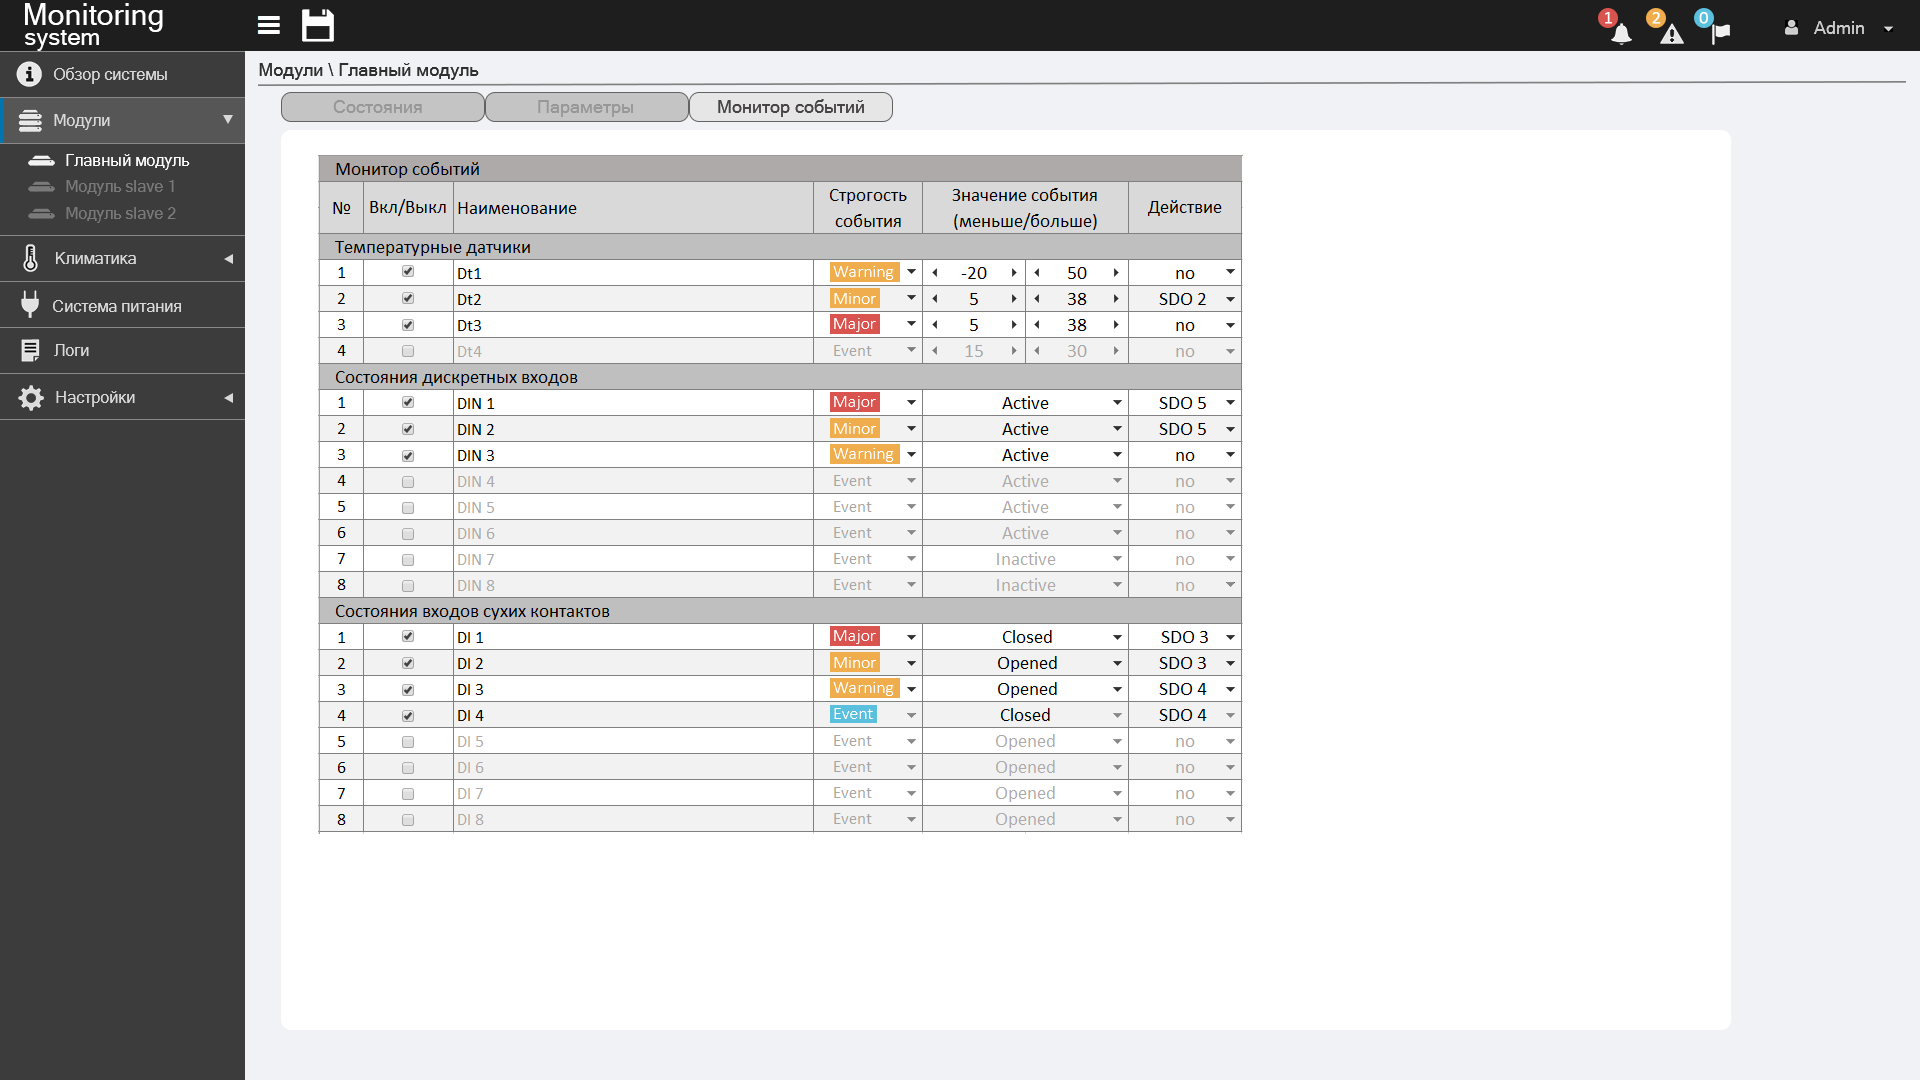 Monitoring
system
1
2
0
Admin
Обзор системы
Модули
Главный модуль
Модуль slave 1
Модуль slave 2
Климатика
Система питания
Логи
Настройки
Модули \ Главный модуль
Состояния Параметры Монитор событий
Монитор событий
№ Вкл/Выкл Наименование Строгость события Значение события (меньше/больше) Действие
Температурные датчики
1 Dt1 Warning -20 50 no
2 Dt2 Minor 5 38 SDO 2
3 Dt3 Major 5 38 no
4 Dt4 Event 15 30 no
Состояния дискретных входов
1 DIN 1 Major Active SDO 5
2 DIN 2 Minor Active SDO 5
3 DIN 3 Warning Active no
4 DIN 4 Event Active no
5 DIN 5 Event Active no
6 DIN 6 Event Active no
7 DIN 7 Event Inactive no
8 DIN 8 Event Inactive no
Состояния входов сухих контактов
1 DI 1 Major Closed SDO 3
2 DI 2 Minor Opened SDO 3
3 DI 3 Warning Opened SDO 4
4 DI 4 Event Closed SDO 4
5 DI 5 Event Opened no
6 DI 6 Event Opened no
7 DI 7 Event Opened no
8 DI 8 Event Opened no